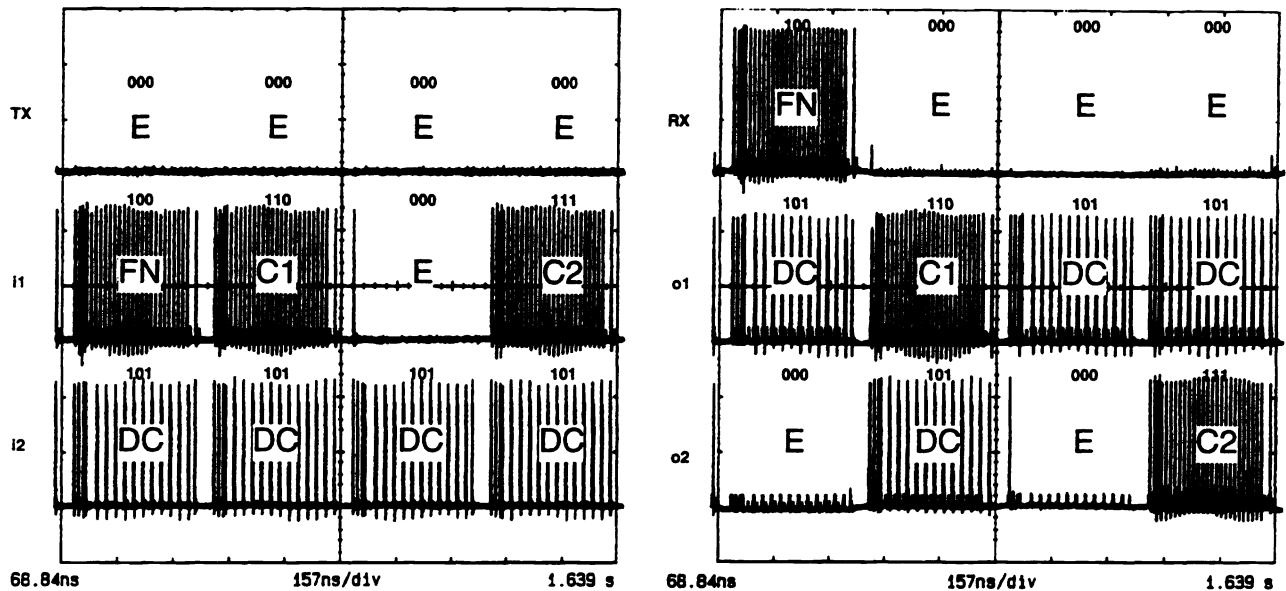 000 000 000 000
TX
E E E E
100 110 000 111
i1
FN C1 E C2
101 101 101 101
i2
DC DC DC DC
68.84ns 157ns/div 1.639 s
100 000 000 000
RX
FN E E E
101 110 101 101
o1
DC C1 DC DC
000 101 000 111
o2
E DC E C2
68.84ns 157ns/div 1.639 s